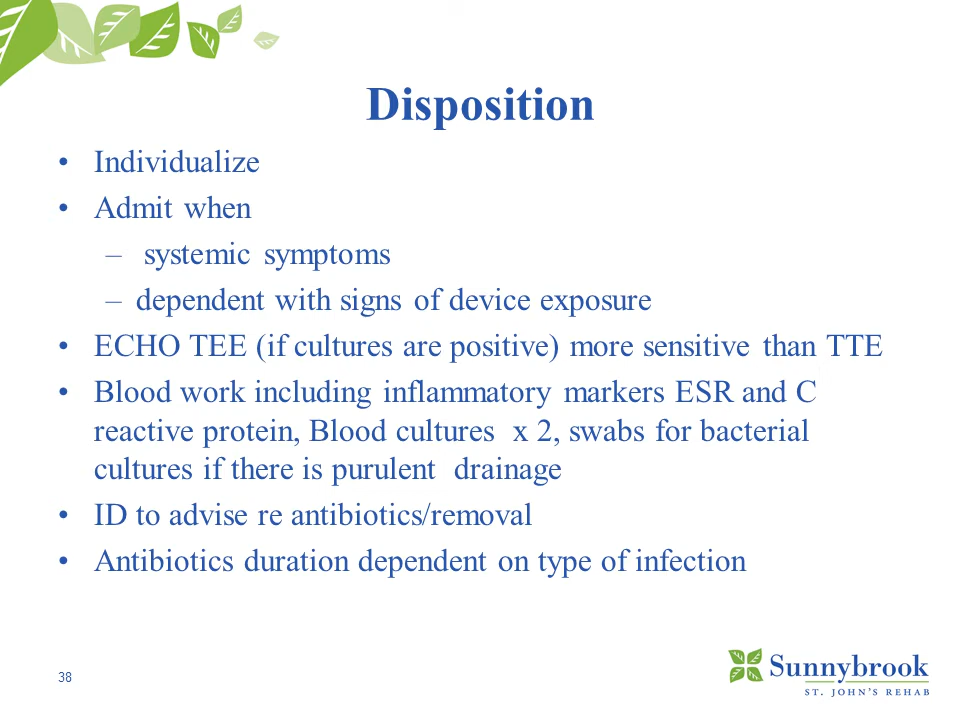 Disposition
• Individualize
• Admit when
– systemic symptoms
– dependent with signs of device exposure
• ECHO TEE (if cultures are positive) more sensitive than TTE
• Blood work including inflammatory markers ESR and C
reactive protein, Blood cultures x 2, swabs for bacterial
cultures if there is purulent drainage
• ID to advise re antibiotics/removal
• Antibiotics duration dependent on type of infection
38
Sunnybrook
ST. JOHN'S REHAB